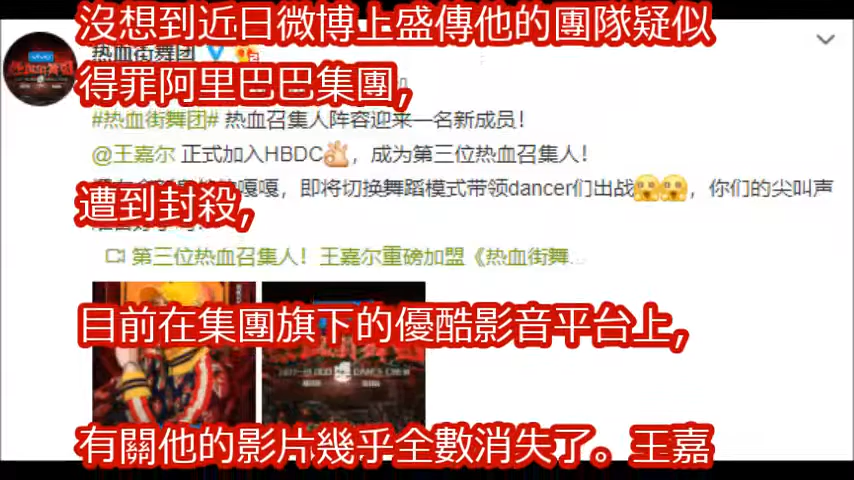 沒想到近日微博上盛傳他的團隊疑似
热血街舞团
得罪阿里巴巴集團，
#热血街舞团# 热血召集人阵容迎来一名新成员！
@王嘉尔 正式加入HBDC，成为第三位热血召集人！
嘎嘎，即将切换舞蹈模式带领dancer们出战，你们的尖叫声
遭到封殺，
第三位热血召集人！王嘉尔重磅加盟《热血街舞...
目前在集團旗下的優酷影音平台上，
有關他的影片幾乎全數消失了。王嘉